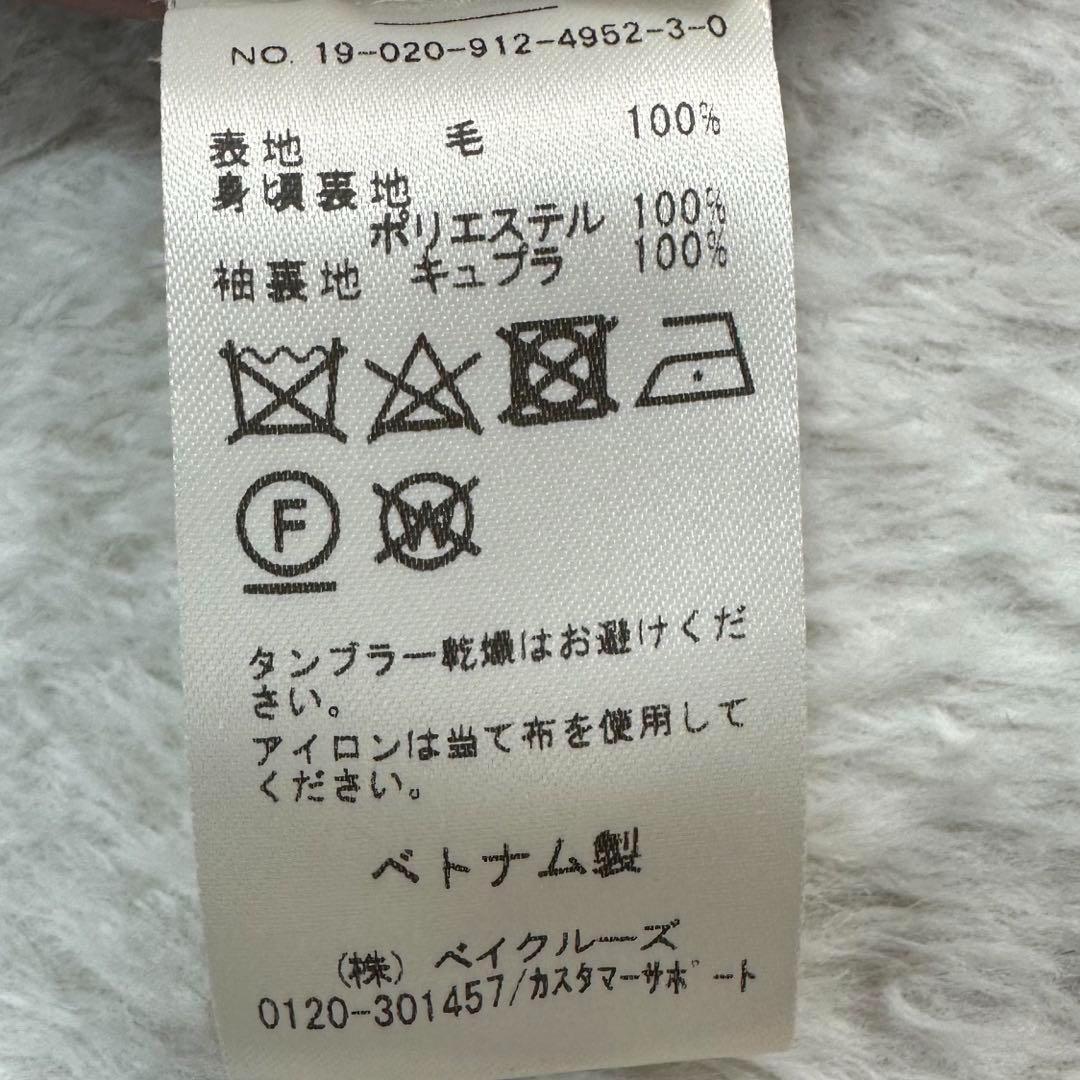 NO. 19-020-912-4952-3-0
表地 毛 100%
身頃裏地
ポリエステル 100%
袖裏地 キュプラ 100%
F W
タンブラー乾燥はお避けくだ
さい。
アイロンは当て布を使用して
ください。
ベトナム製
(株) ベイクルーズ
0120-301457/カスタマーサポート